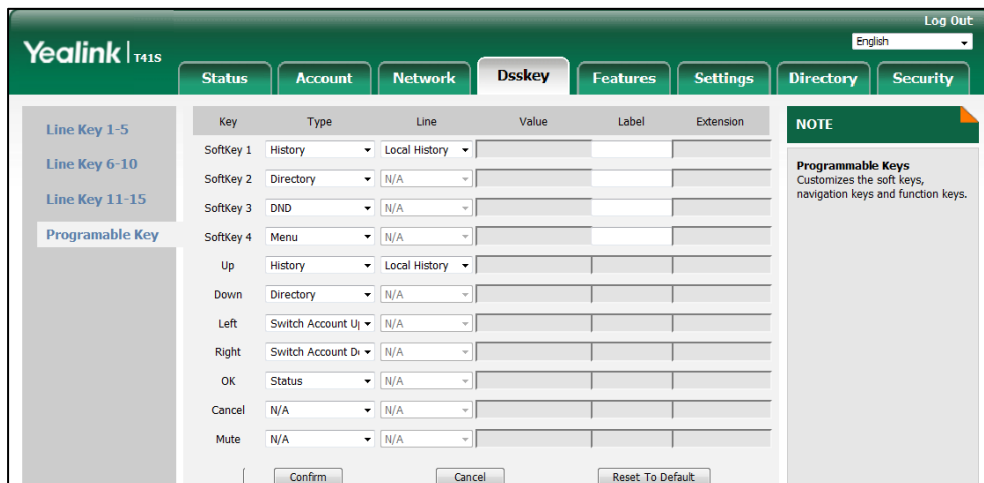 Log Out
Yealink | T41S
English
Status Account Network Dsskey Features Settings Directory Security
Line Key 1-5
Line Key 6-10
Line Key 11-15
Programable Key
Key Type Line Value Label Extension
SoftKey 1 History Local History
SoftKey 2 Directory N/A
SoftKey 3 DND N/A
SoftKey 4 Menu N/A
Up History Local History
Down Directory N/A
Left Switch Account U N/A
Right Switch Account D N/A
OK Status N/A
Cancel N/A N/A
Mute N/A N/A
Confirm Cancel Reset To Default
NOTE
Programmable Keys
Customizes the soft keys,
navigation keys and function keys.